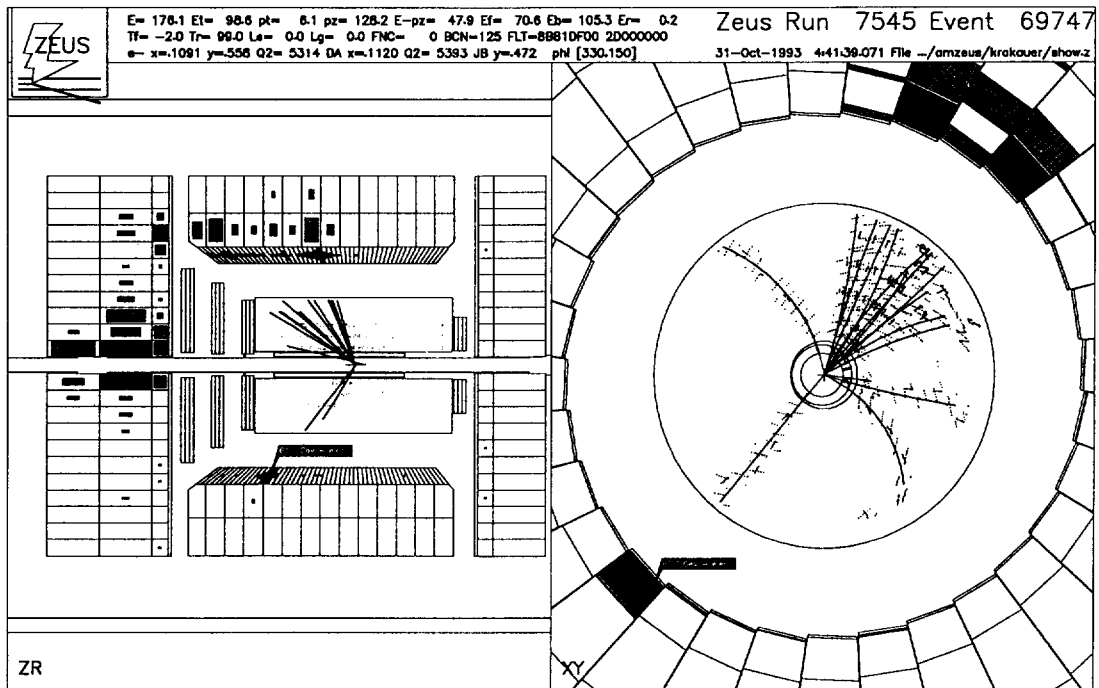 ZEUS
E= 176.1 Et= 98.6 pt= 6.1 pz= 128.2 E-pz= 47.9 Ef= 70.6 Eb= 105.3 Er= 0.2
Tf= -2.0 Tr= 99.0 Le= 0.0 Lg= 0.0 FNC= 0 BCN=125 FLT=8B81DF00 2D000000
e- x=.1091 y=.556 Q2= 5314 DA x=.1120 Q2= 5393 JB y=.472 phi [330,150]
Zeus Run 7545 Event 69747
31-Oct-1993 4:41:39.071 File .../amzeus/krakauer/show.z
ZR
XY